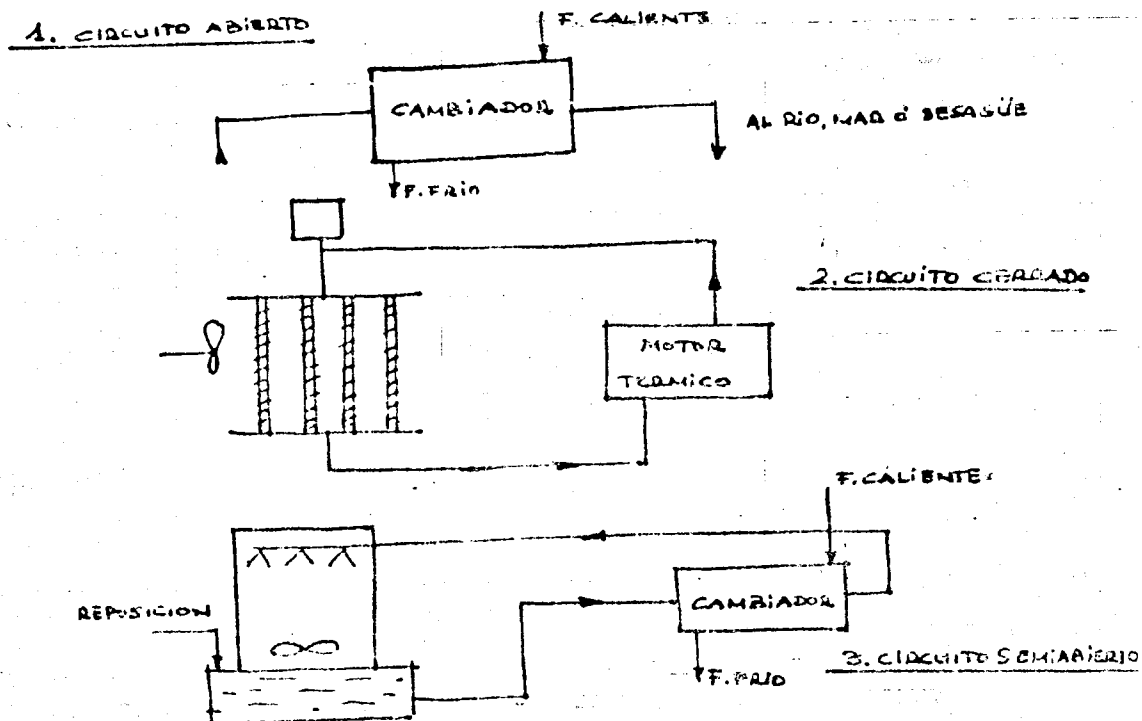 1. CIRCUITO ABIERTO
F. CALIENTE
CAMBIADOR
AL RIO, MAR ó DESAGÜE
F. FRIO
2. CIRCUITO CERRADO
MOTOR
TERMICO
F. CALIENTE
REPOSICION
CAMBIADOR
F. FRIO
3. CIRCUITO SEMIABIERTO